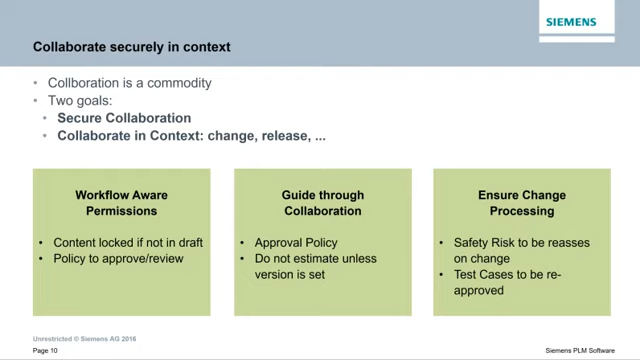 SIEMENS
Collaborate securely in context
• Collboration is a commodity
• Two goals:
• Secure Collaboration
• Collaborate in Context: change, release, ...
Workflow Aware
Permissions
• Content locked if not in draft
• Policy to approve/review
Guide through
Collaboration
• Approval Policy
• Do not estimate unless
version is set
Ensure Change
Processing
• Safety Risk to be reasses
on change
• Test Cases to be re-
approved
Unrestricted © Siemens AG 2016
Page 10
Siemens PLM Software